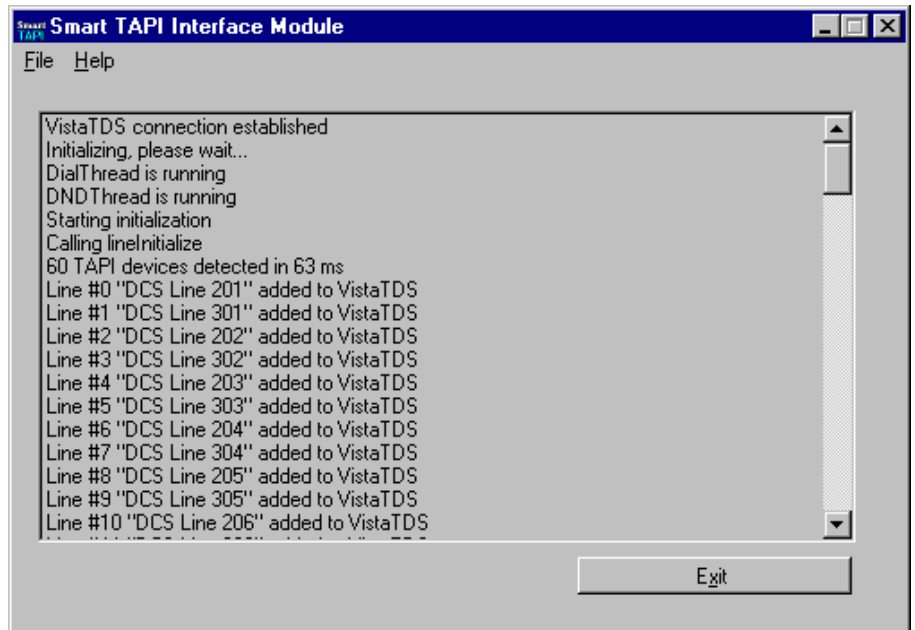 Smart TAPI Smart TAPI Interface Module
File Help
VistaTDS connection established
Initializing, please wait...
DialThread is running
DNDThread is running
Starting initialization
Calling lineInitialize
60 TAPI devices detected in 63 ms
Line #0 "DCS Line 201" added to VistaTDS
Line #1 "DCS Line 301" added to VistaTDS
Line #2 "DCS Line 202" added to VistaTDS
Line #3 "DCS Line 302" added to VistaTDS
Line #4 "DCS Line 203" added to VistaTDS
Line #5 "DCS Line 303" added to VistaTDS
Line #6 "DCS Line 204" added to VistaTDS
Line #7 "DCS Line 304" added to VistaTDS
Line #8 "DCS Line 205" added to VistaTDS
Line #9 "DCS Line 305" added to VistaTDS
Line #10 "DCS Line 206" added to VistaTDS
Exit